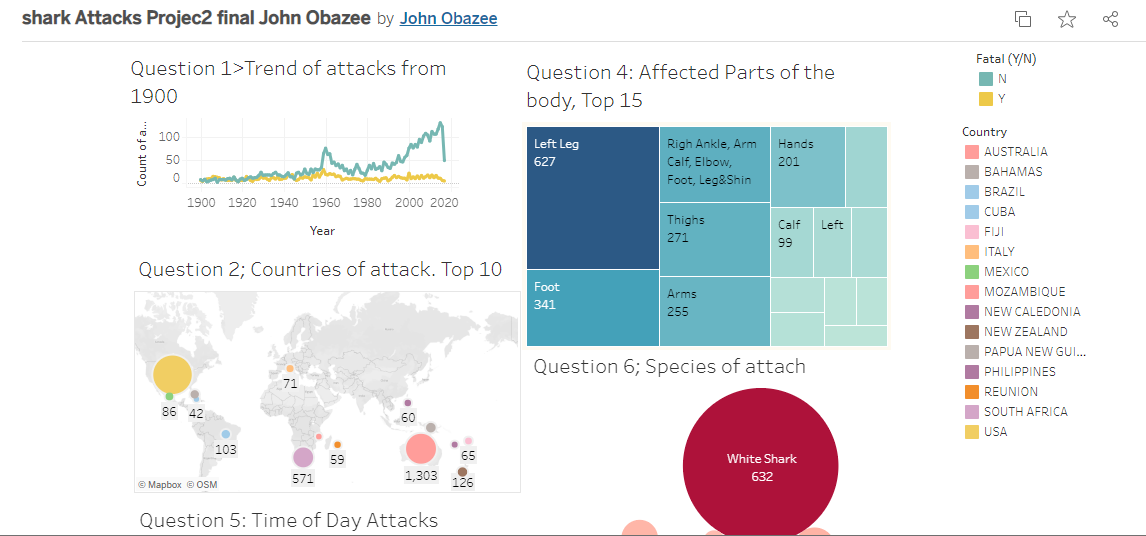 shark Attacks Projec2 final John Obazee by John Obazee
Question 1>Trend of attacks from
1900
Count of a...
100
50
0
1900 1920 1940 1960 1980 2000 2020
Year
Question 2; Countries of attack. Top 10
71
86
42
60
103
1,303
65
59
571
126
© Mapbox © OSM
Question 5: Time of Day Attacks
Question 4: Affected Parts of the
body, Top 15
Left Leg
627
Foot
341
Righ Ankle, Arm
Calf, Elbow,
Foot, Leg&Shin
Thighs
271
Arms
255
Hands
201
Calf
99
Left
Question 6; Species of attach
White Shark
632
Fatal (Y/N)
N
Y
Country
AUSTRALIA
BAHAMAS
BRAZIL
CUBA
FIJI
ITALY
MEXICO
MOZAMBIQUE
NEW CALEDONIA
NEW ZEALAND
PAPUA NEW GUI...
PHILIPPINES
REUNION
SOUTH AFRICA
USA